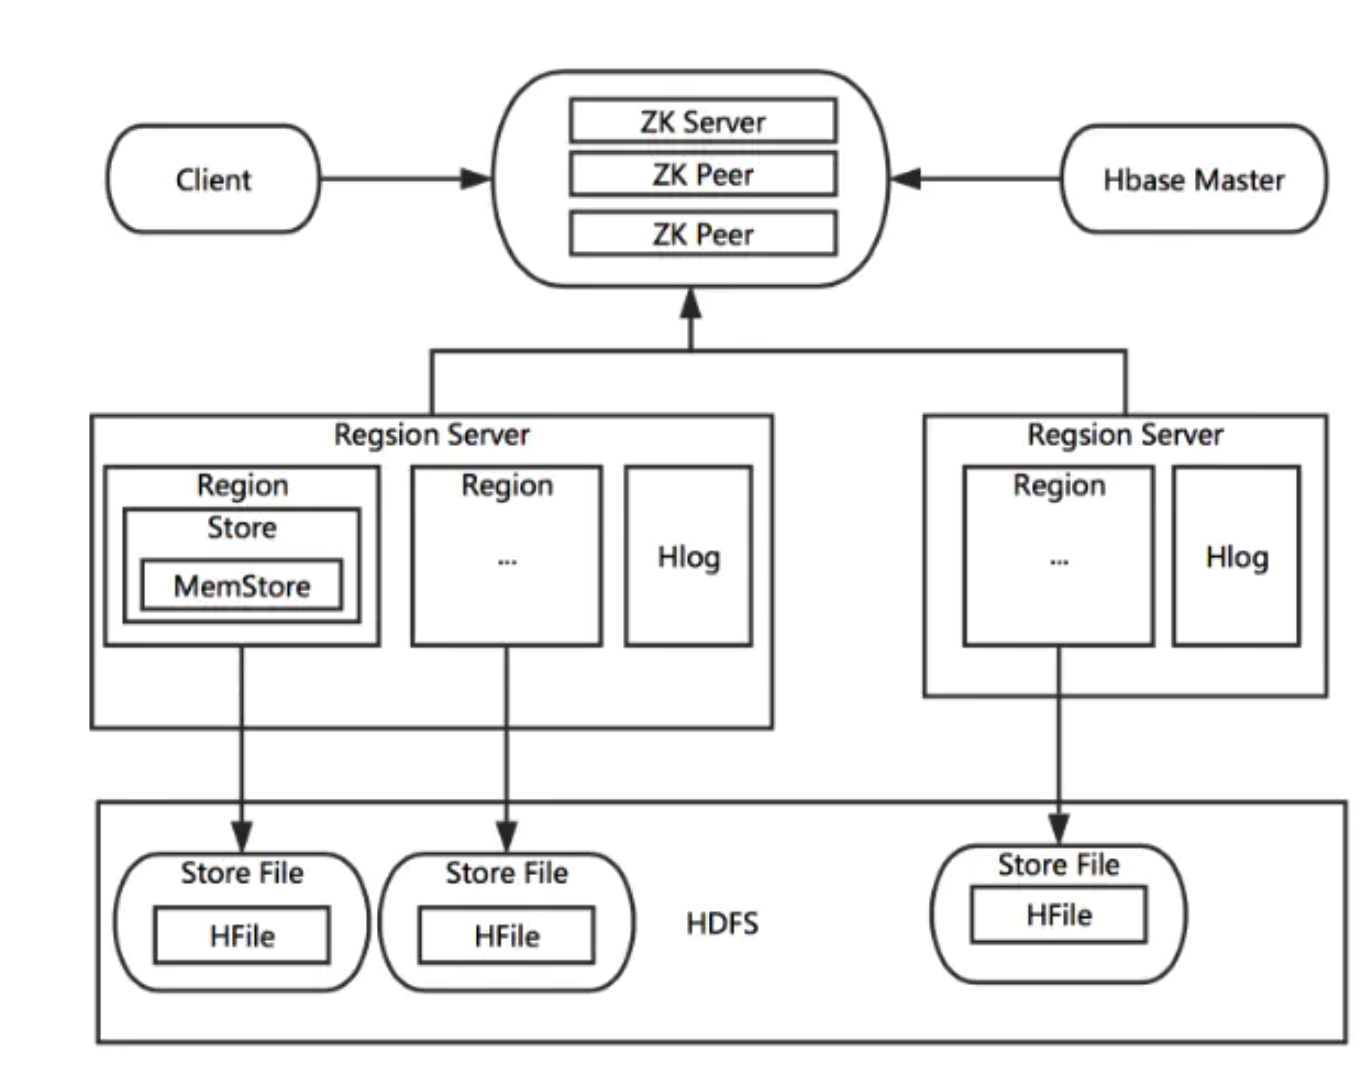 ZK Server
Client
ZK Peer
Hbase Master
ZK Peer
Regsion Server
Regsion Server
Region
Region
Region
Store
MemStore
...
Hlog
...
Hlog
Store File
Store File
Store File
HFile
HFile
HDFS
HFile